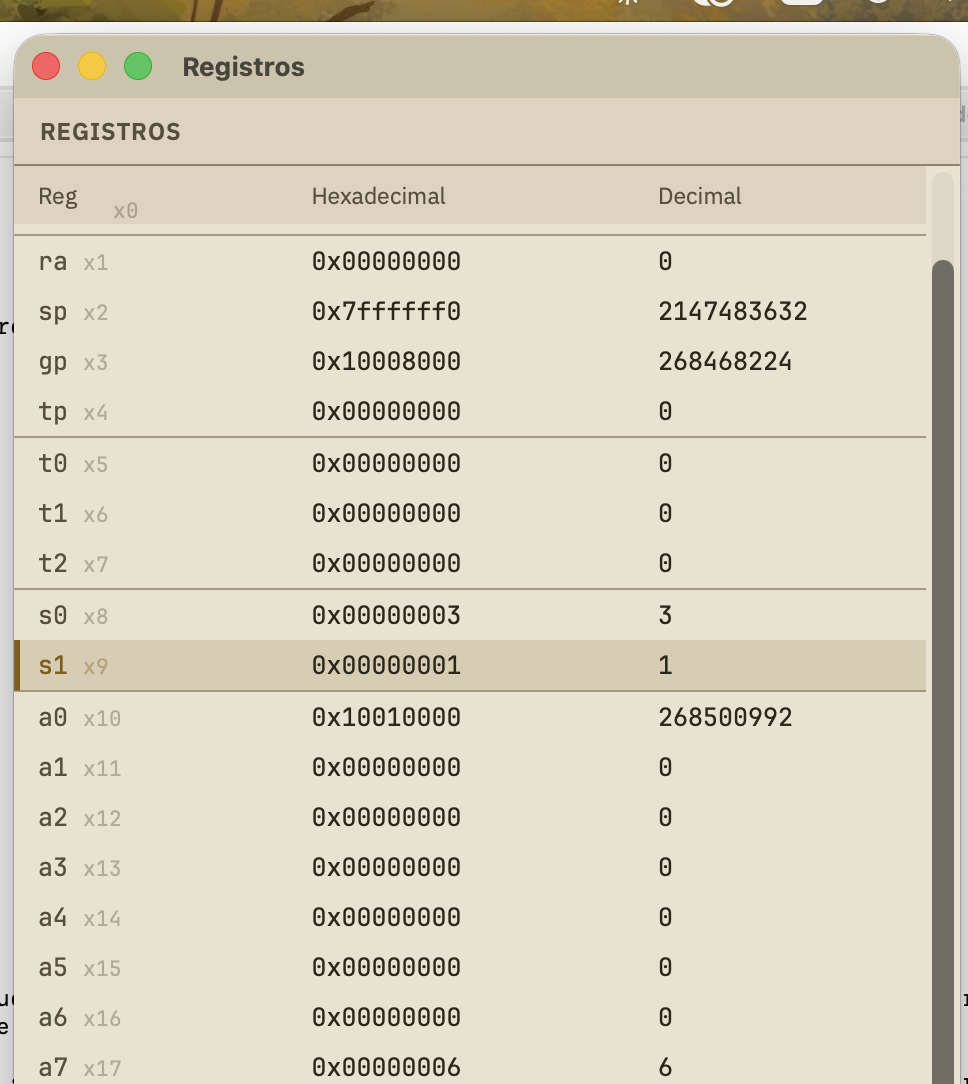 Registros
REGISTROS
Reg Hexadecimal Decimal
x0
ra x1 0x00000000 0
sp x2 0x7ffffff0 2147483632
gp x3 0x10008000 268468224
tp x4 0x00000000 0
t0 x5 0x00000000 0
t1 x6 0x00000000 0
t2 x7 0x00000000 0
s0 x8 0x00000003 3
s1 x9 0x00000001 1
a0 x10 0x10010000 268500992
a1 x11 0x00000000 0
a2 x12 0x00000000 0
a3 x13 0x00000000 0
a4 x14 0x00000000 0
a5 x15 0x00000000 0
a6 x16 0x00000000 0
a7 x17 0x00000006 6